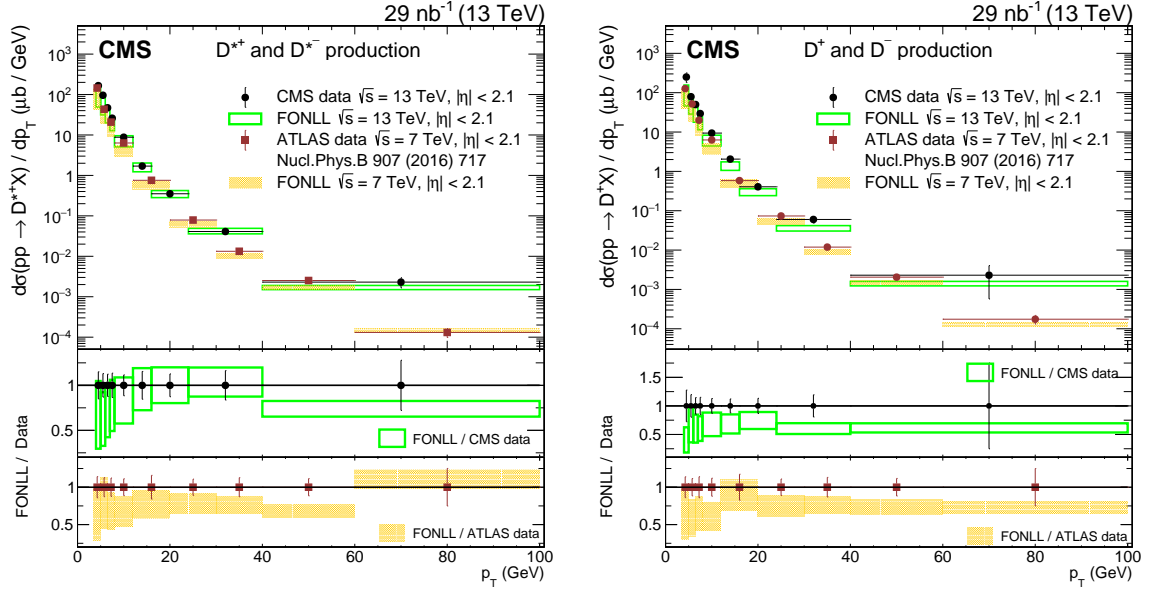 29 nb⁻¹ (13 TeV)
CMS
D*⁺ and D*⁻ production
CMS data √s = 13 TeV, |η| < 2.1
FONLL √s = 13 TeV, |η| < 2.1
ATLAS data √s = 7 TeV, |η| < 2.1
Nucl.Phys.B 907 (2016) 717
FONLL √s = 7 TeV, |η| < 2.1
dσ(pp → D*⁺X) / dp_T (μb / GeV)
10³
10²
10
1
10⁻¹
10⁻²
10⁻³
10⁻⁴
1
0.5
FONLL / CMS data
FONLL / Data
1
0.5
FONLL / ATLAS data
0 20 40 60 80 100
p_T (GeV)
29 nb⁻¹ (13 TeV)
CMS
D⁺ and D⁻ production
CMS data √s = 13 TeV, |η| < 2.1
FONLL √s = 13 TeV, |η| < 2.1
ATLAS data √s = 7 TeV, |η| < 2.1
Nucl.Phys.B 907 (2016) 717
FONLL √s = 7 TeV, |η| < 2.1
dσ(pp → D⁺X) / dp_T (μb / GeV)
10³
10²
10
1
10⁻¹
10⁻²
10⁻³
10⁻⁴
1.5
1
0.5
FONLL / CMS data
FONLL / Data
1
0.5
FONLL / ATLAS data
0 20 40 60 80 100
p_T (GeV)